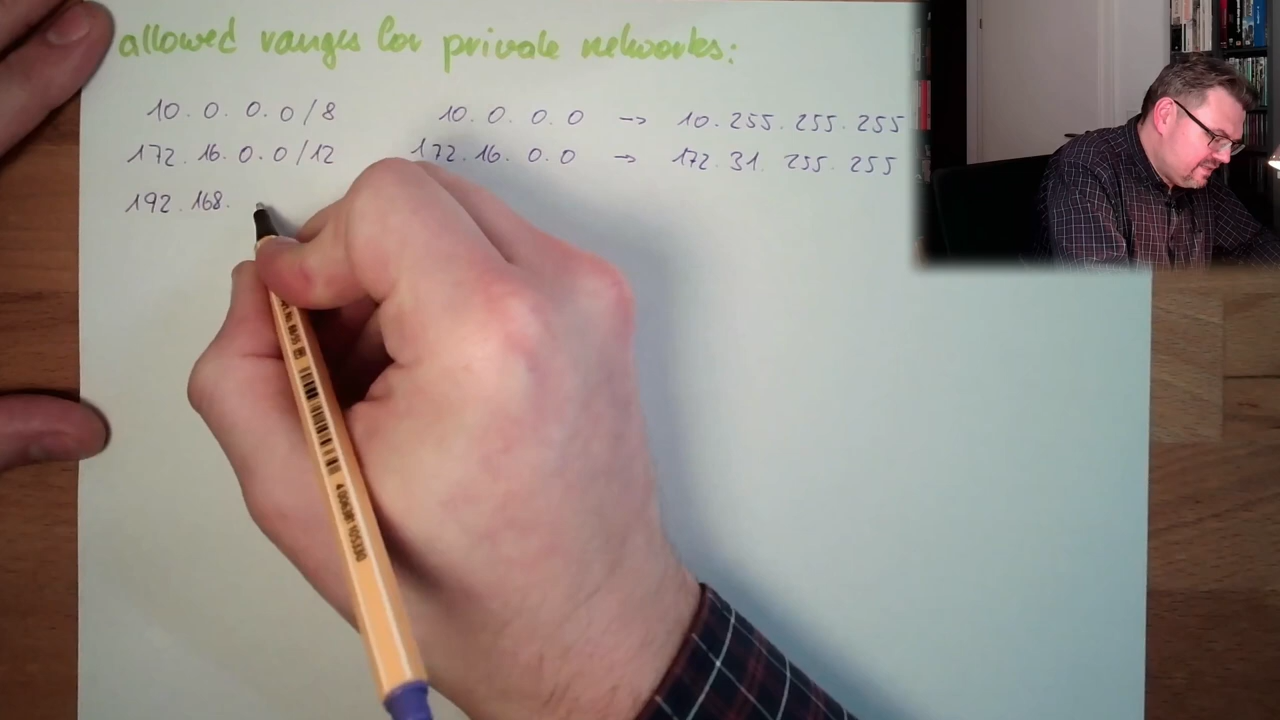 allowed ranges for private networks:
10.0.0.0/8 10.0.0.0 → 10.255.255.255
172.16.0.0/12 172.16.0.0 → 172.31.255.255
192.168.